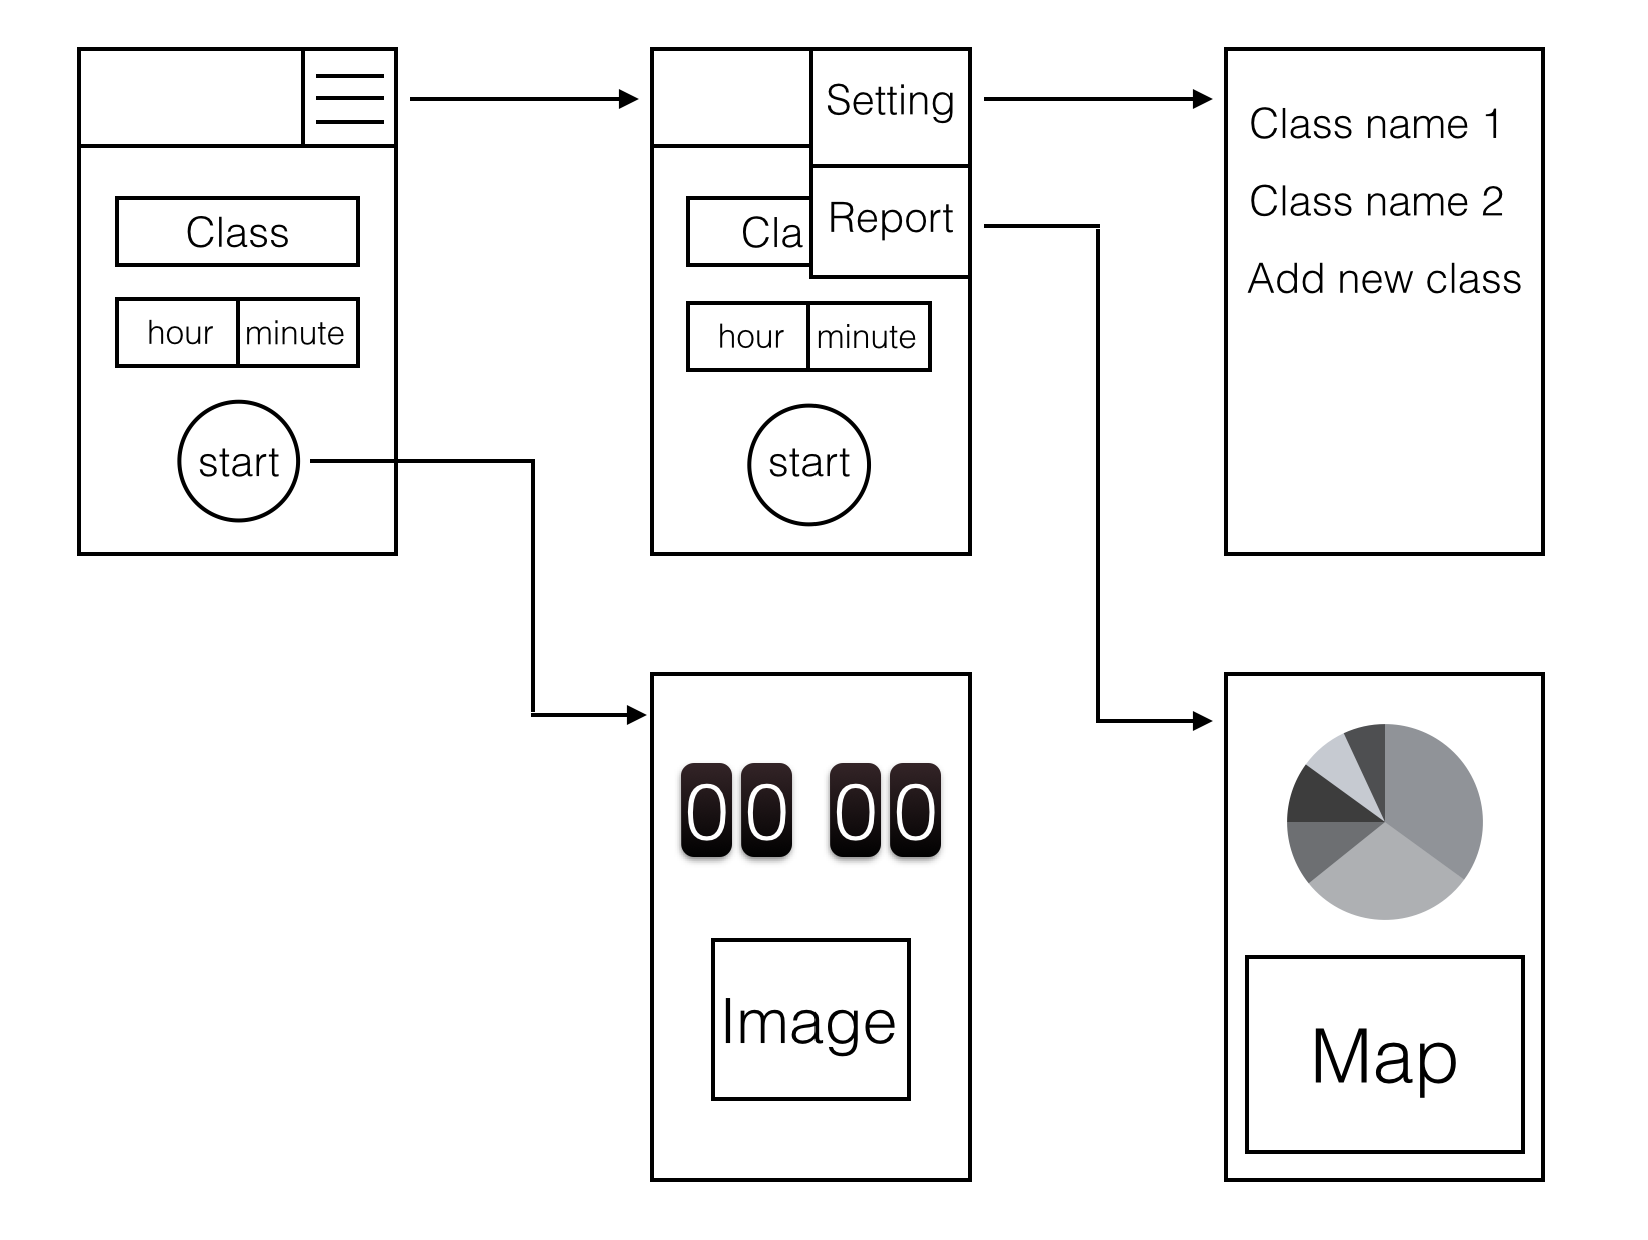 Class
hour minute
start
Setting
Report
Cla
hour minute
start
Class name 1
Class name 2
Add new class
00 00
Image
Map